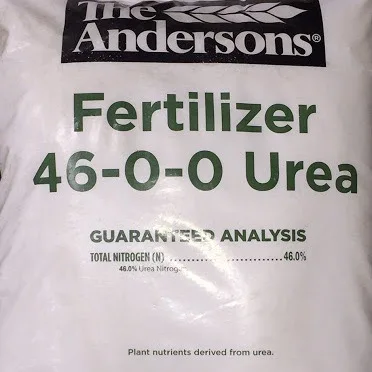 The
Andersons®
Fertilizer
46-0-0 Urea
GUARANTEED ANALYSIS
TOTAL NITROGEN (N) ..........................46.0%
46.0% Urea Nitrog
Plant nutrients derived from urea.